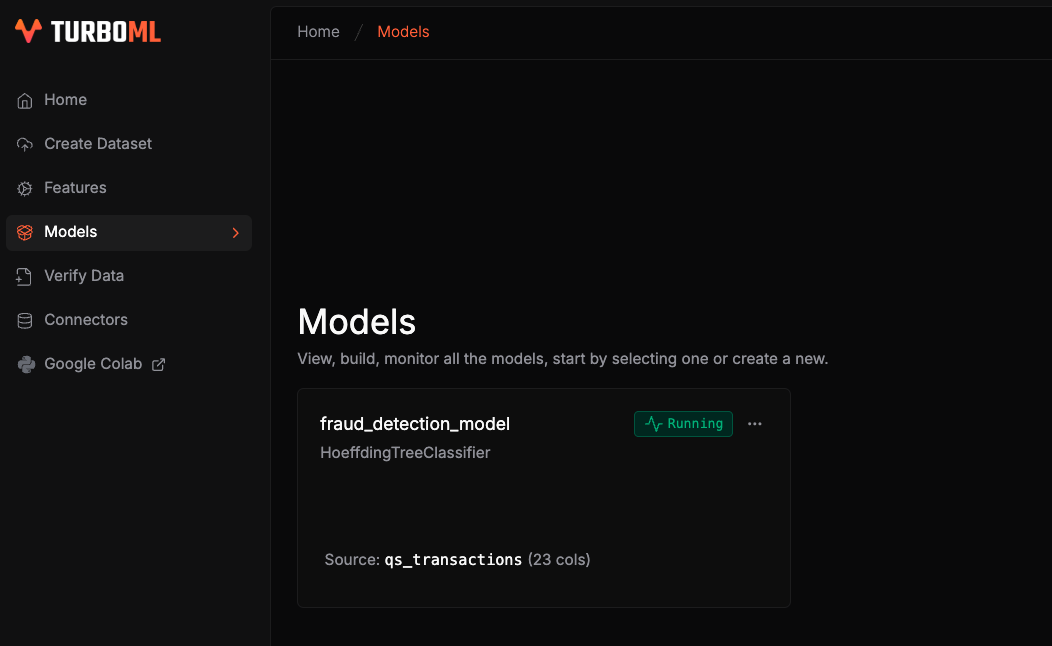 TURBOML
Home / Models
Home
Create Dataset
Features
Models
Verify Data
Connectors
Google Colab
Models
View, build, monitor all the models, start by selecting one or create a new.
fraud_detection_model
Running
HoeffdingTreeClassifier
Source: qs_transactions (23 cols)